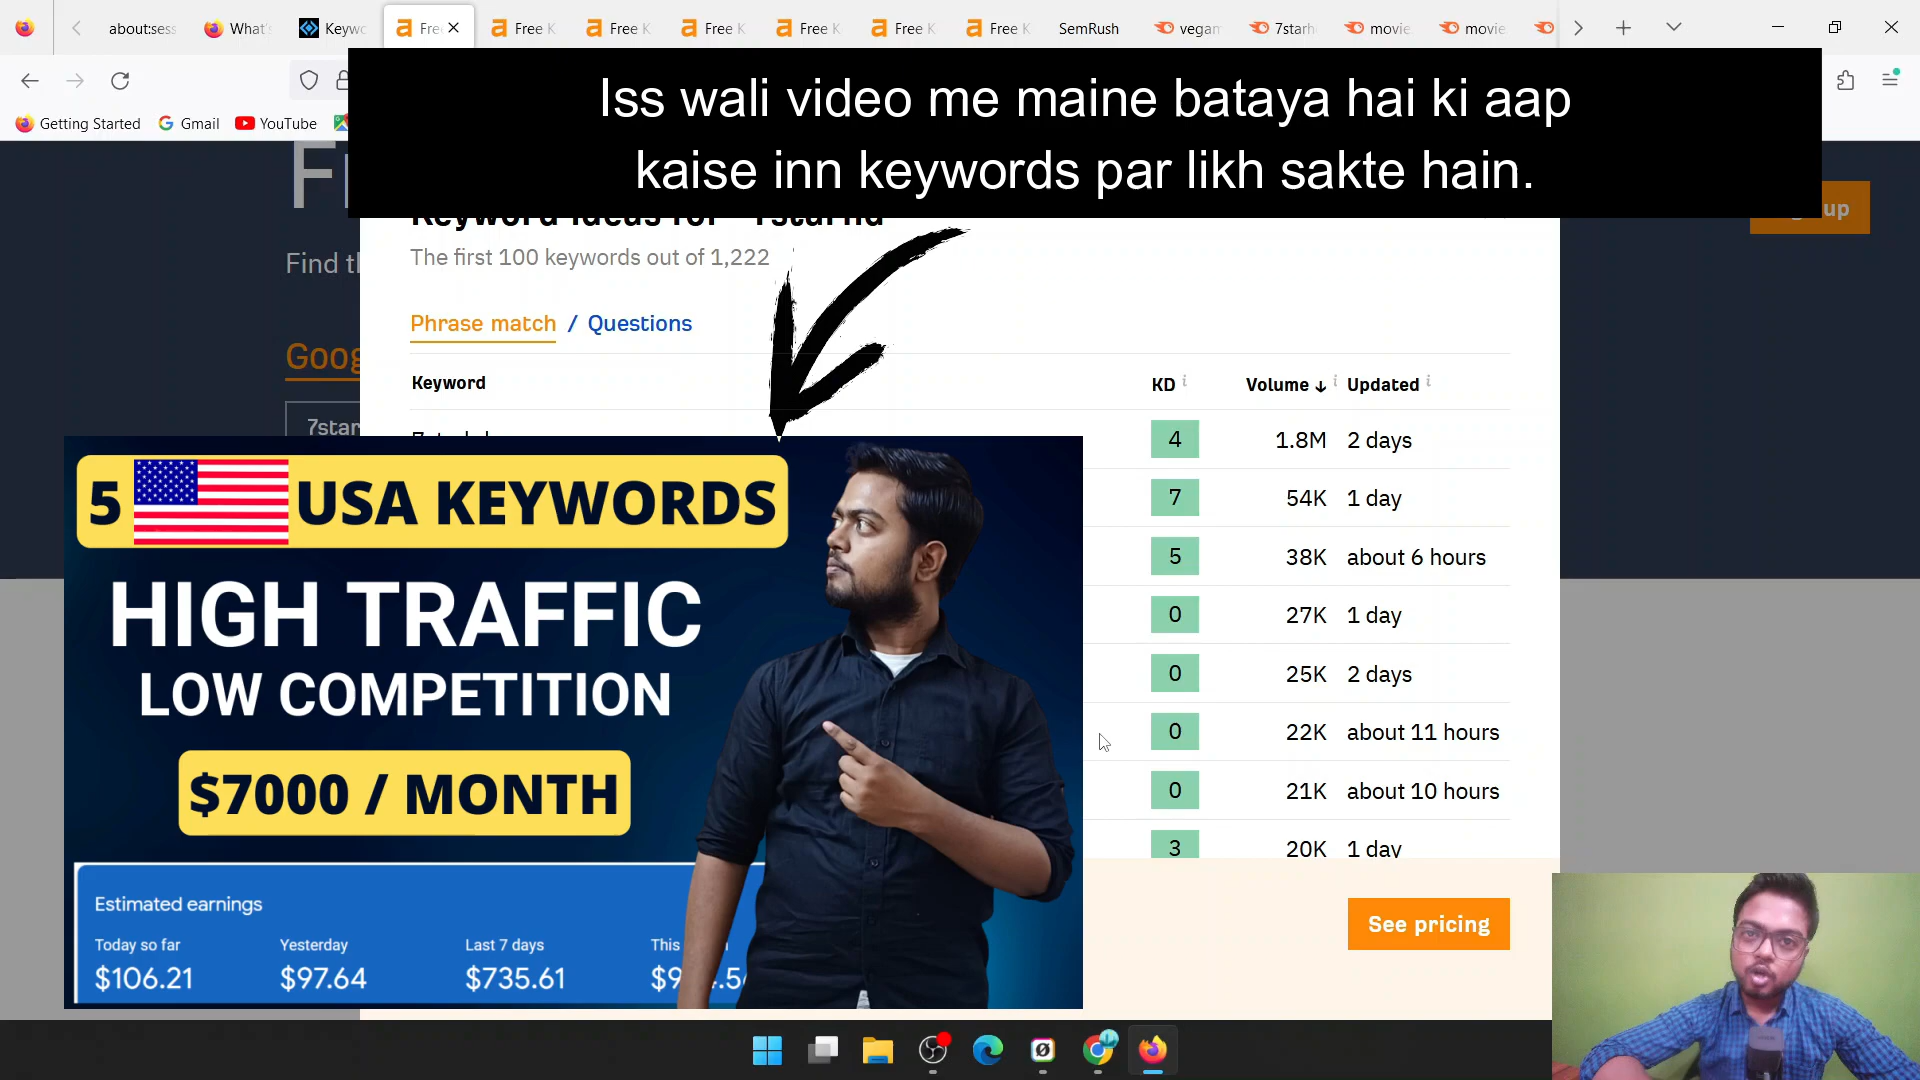 about:sess
What's
Keywo
Fre
Free K
Free K
Free K
Free K
Free K
Free K
SemRush
vegam
7starh
movie
movie
Getting Started
Gmail
YouTube
Iss wali video me maine bataya hai ki aap
kaise inn keywords par likh sakte hain.
Find th
Goog
7star
up
The first 100 keywords out of 1,222
Phrase match / Questions
Keyword KD i Volume ↓ i Updated i
4 1.8M 2 days
7 54K 1 day
5 38K about 6 hours
0 27K 1 day
0 25K 2 days
0 22K about 11 hours
0 21K about 10 hours
3 20K 1 day
See pricing
5 USA KEYWORDS
HIGH TRAFFIC
LOW COMPETITION
$7000 / MONTH
Estimated earnings
Today so far Yesterday Last 7 days This
$106.21 $97.64 $735.61